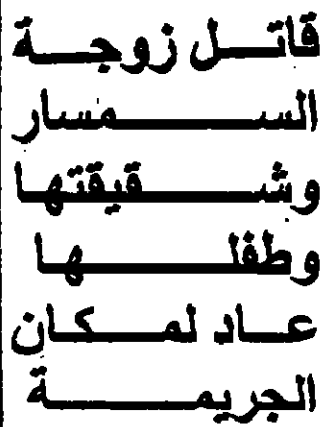 قاتل زوجة
السمسار
وشقيقتها
وطفلها
عاد لمكان
الجريمة